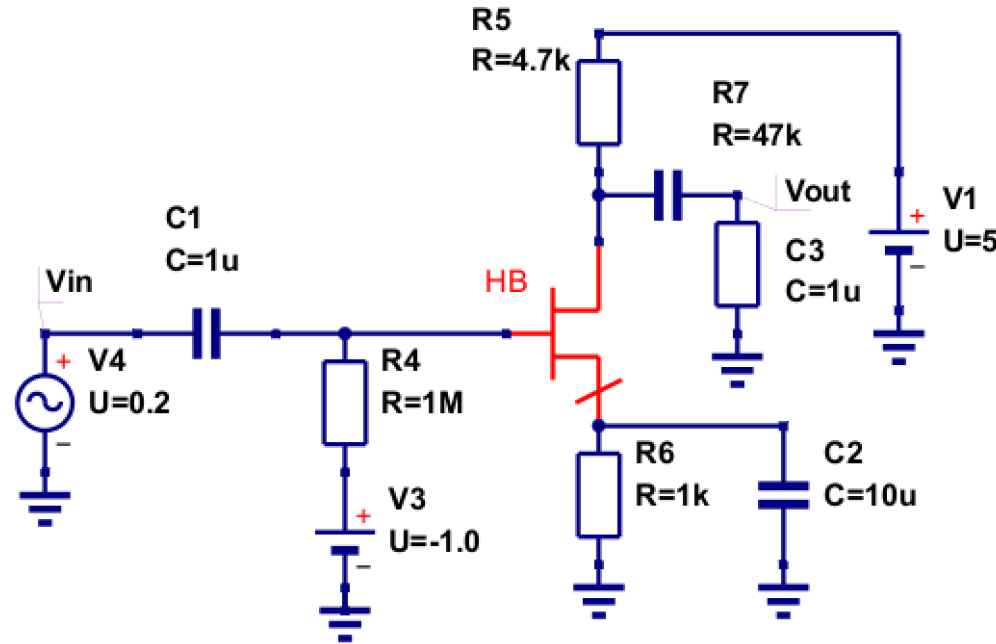 R5
R=4.7k
R7
R=47k
Vout
V1
+
U=5
–
C3
C=1u
C1
C=1u
Vin
HB
+
V4
U=0.2
–
R4
R=1M
V3
+
U=-1.0
–
R6
R=1k
C2
C=10u